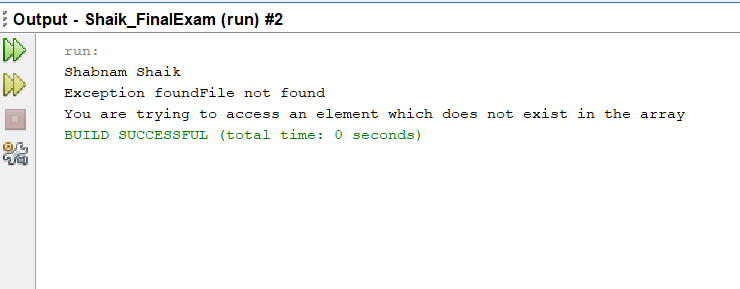 Output - Shaik_FinalExam (run) #2
run:
Shabnam Shaik
Exception foundFile not found
You are trying to access an element which does not exist in the array
BUILD SUCCESSFUL (total time: 0 seconds)